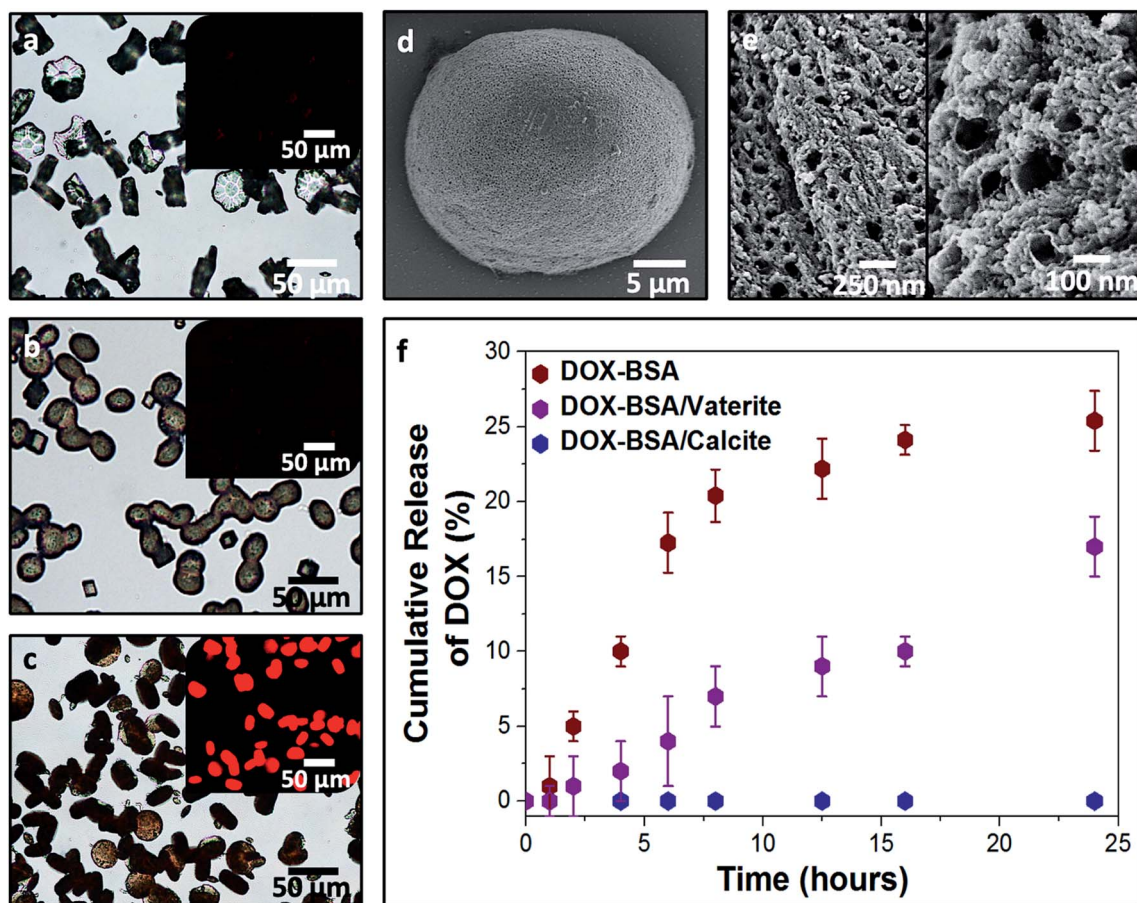 a
50 µm
50 µm
b
50 µm
50 µm
c
50 µm
50 µm
d
5 µm
e
250 nm
100 nm
f
DOX-BSA
DOX-BSA/Vaterite
DOX-BSA/Calcite
Cumulative Release
of DOX (%)
30
25
20
15
10
5
0
0
5
10
15
20
25
Time (hours)